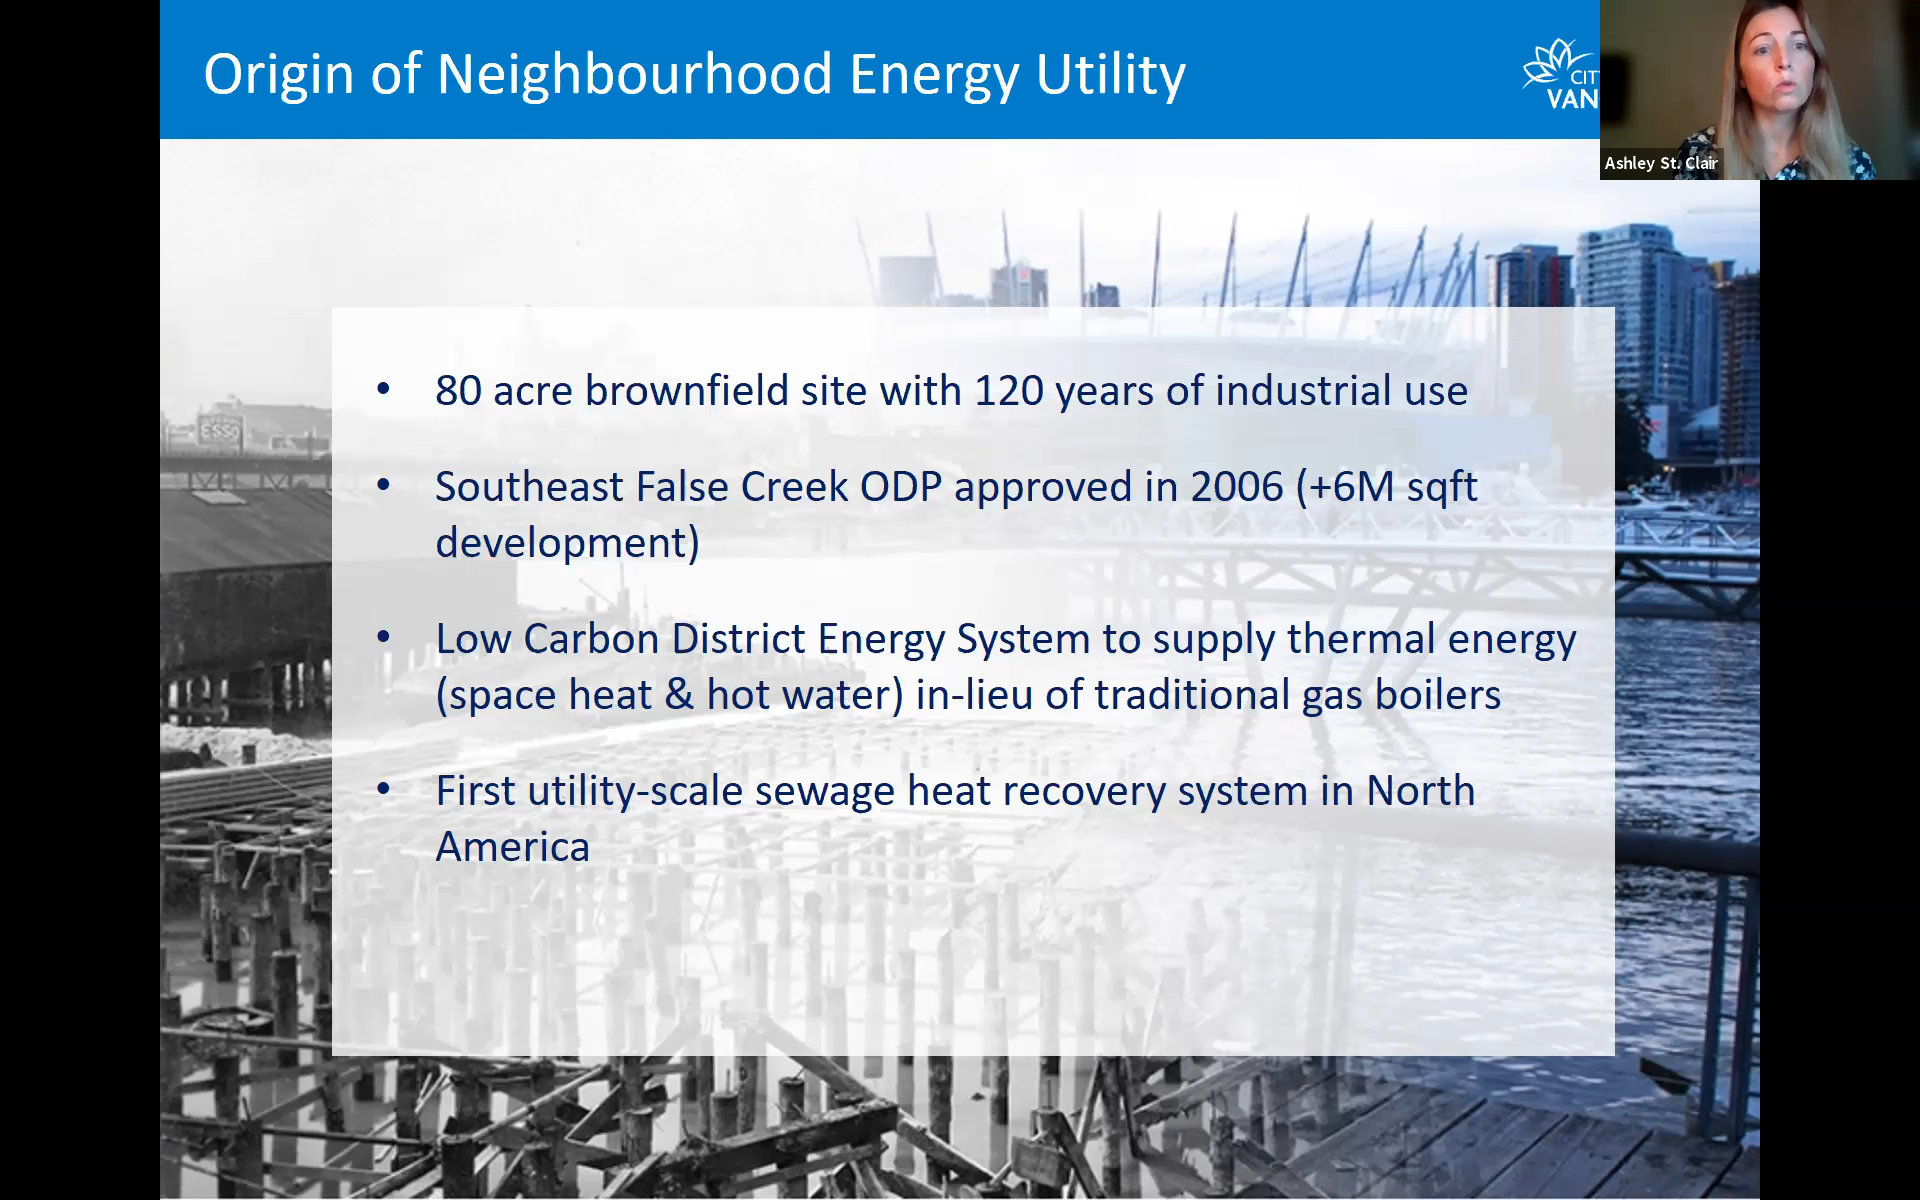 Origin of Neighbourhood Energy Utility
CIT
VAN
Ashley St. Clair
• 80 acre brownfield site with 120 years of industrial use
• Southeast False Creek ODP approved in 2006 (+6M sqft
development)
• Low Carbon District Energy System to supply thermal energy
(space heat & hot water) in-lieu of traditional gas boilers
• First utility-scale sewage heat recovery system in North
America
ESSO